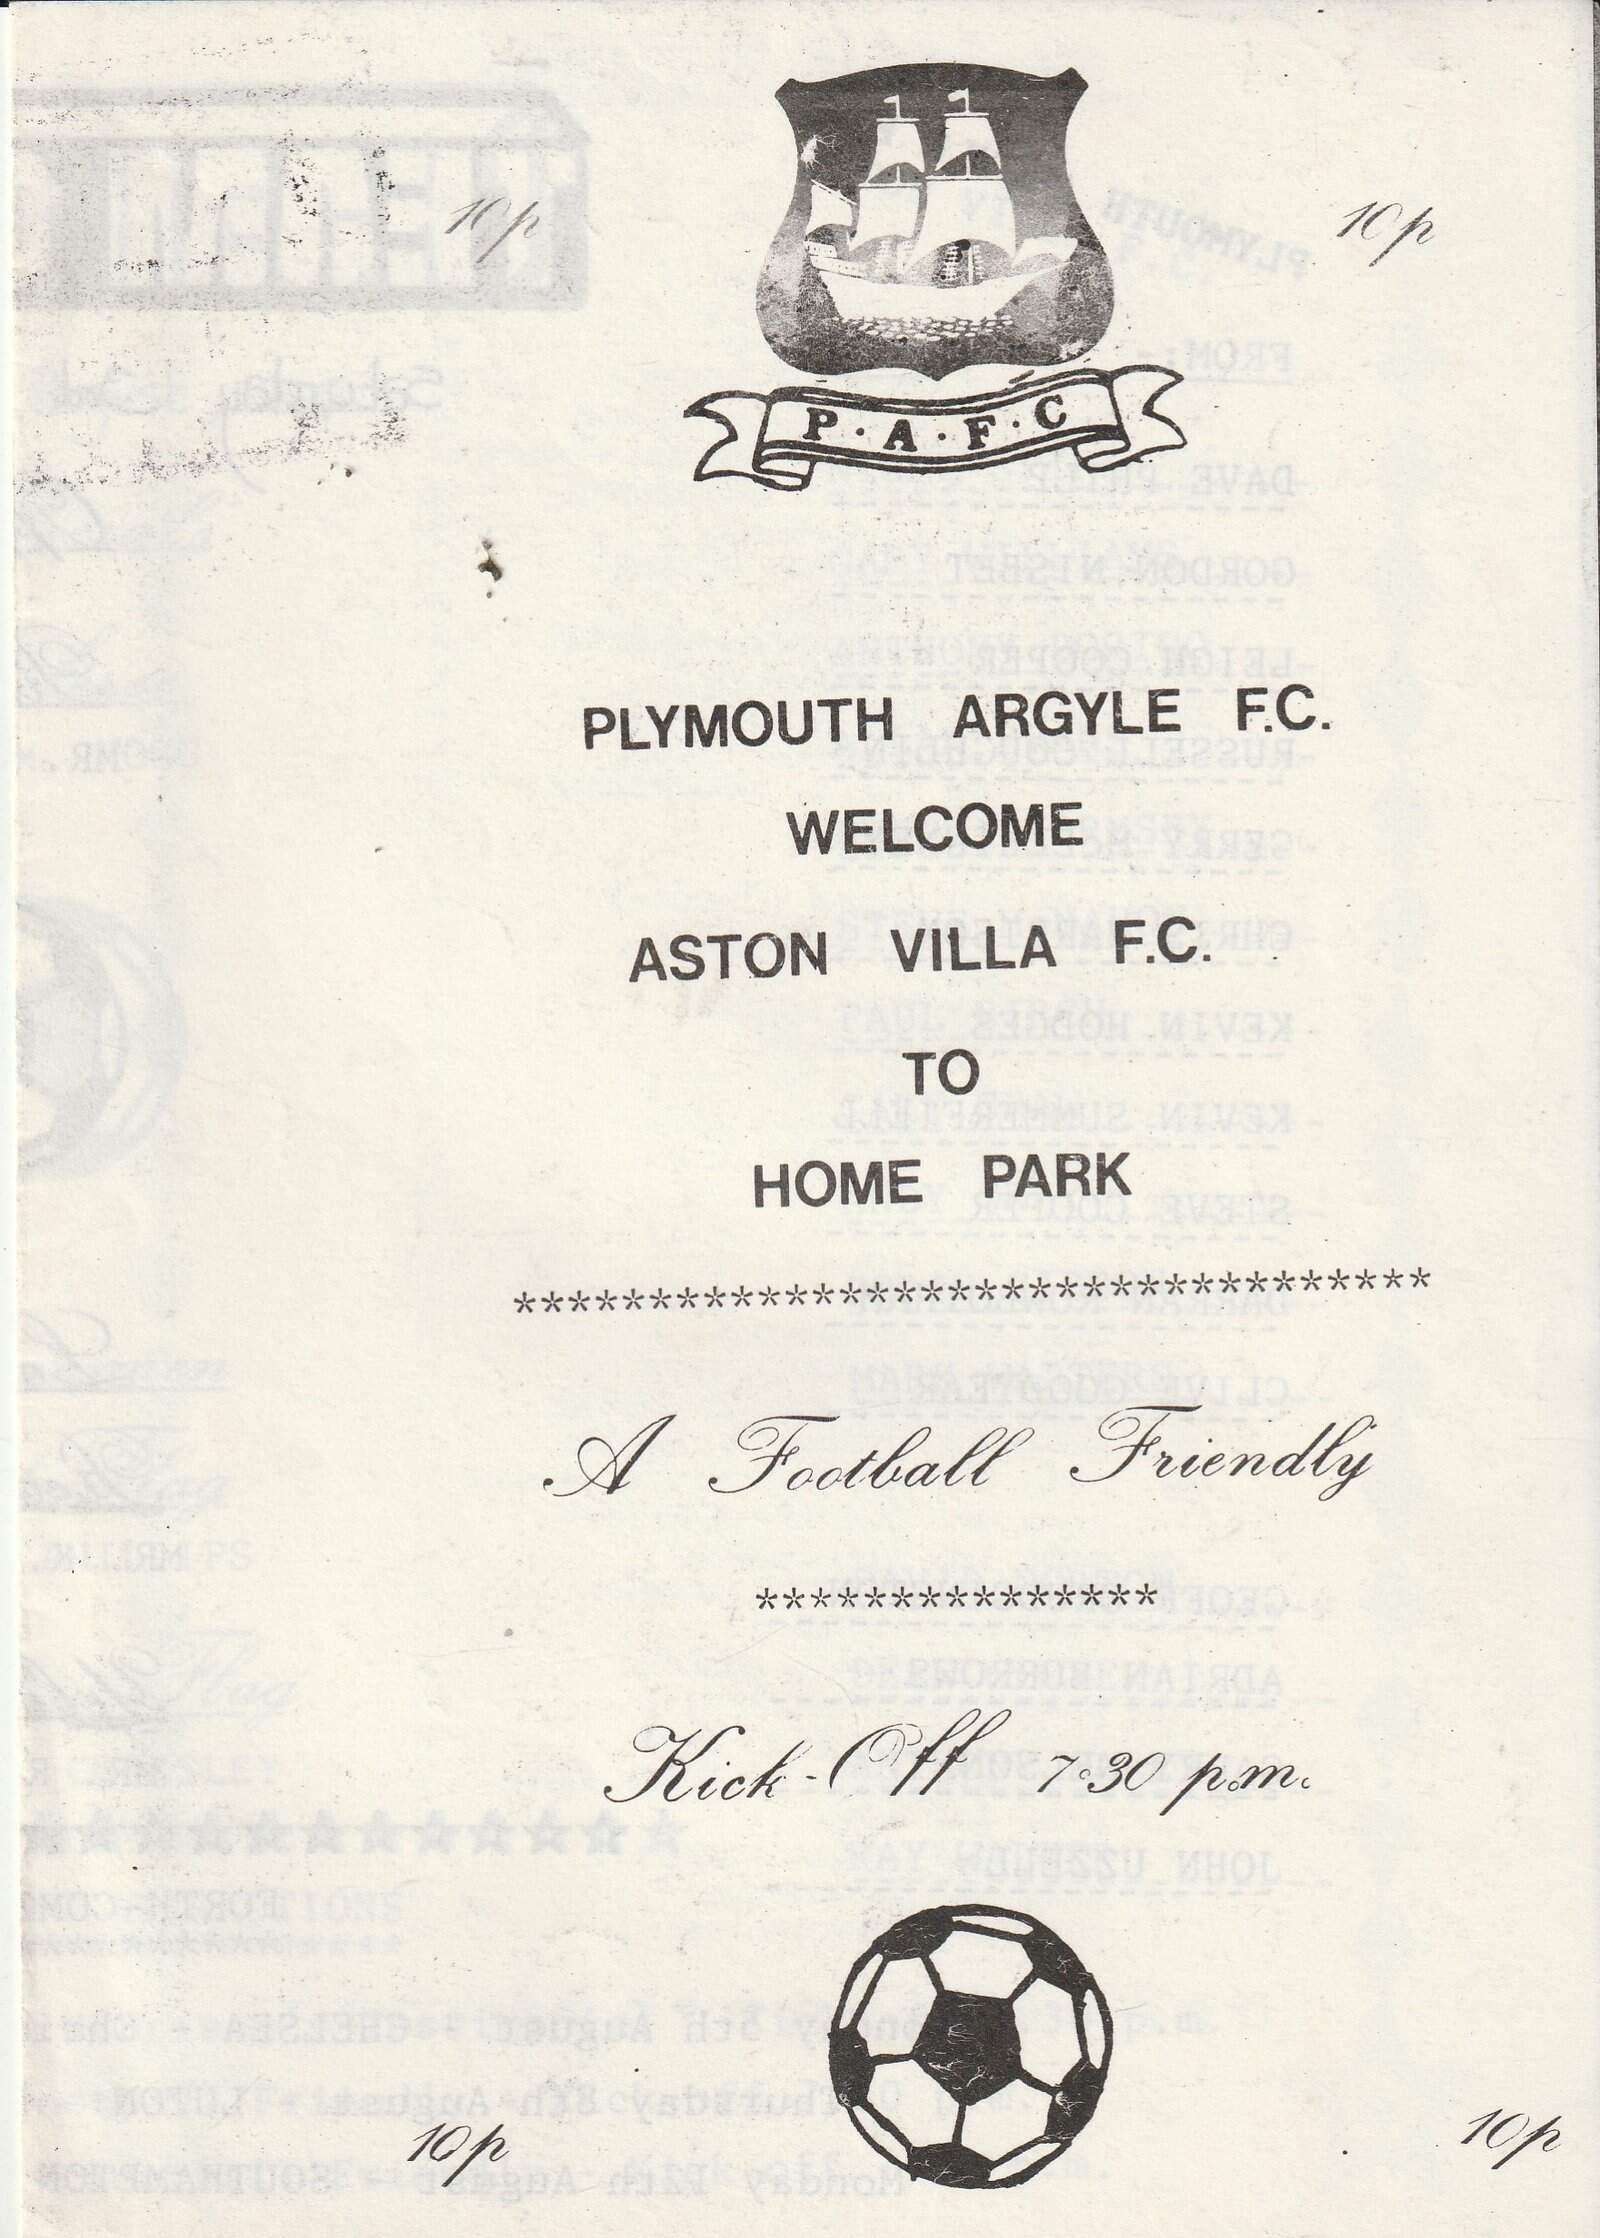 10p 10p
P·A·F·C
PLYMOUTH ARGYLE F.C.
WELCOME
ASTON VILLA F.C.
TO
HOME PARK
**********************************
A Football Friendly
***************
Kick-Off 7.30 p.m.
10p 10p